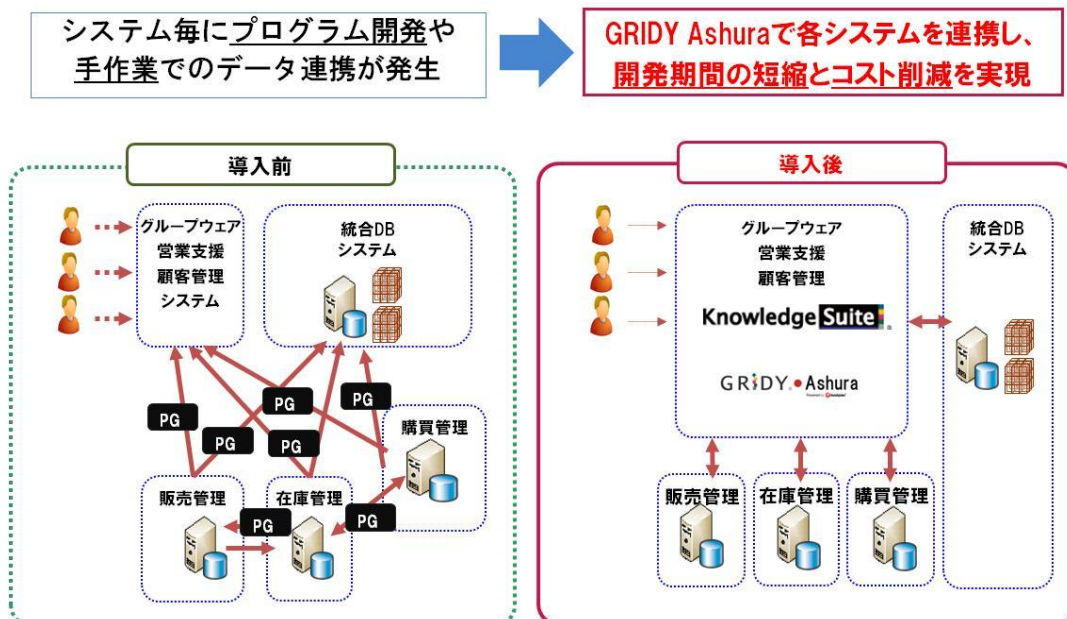 システム毎にプログラム開発や
手作業でのデータ連携が発生
GRIDY Ashuraで各システムを連携し、
開発期間の短縮とコスト削減を実現
導入前
グループウェア
営業支援
顧客管理
システム
統合DB
システム
PG
PG
PG
PG
PG
購買管理
販売管理
在庫管理
PG
PG
導入後
グループウェア
営業支援
顧客管理
Knowledge Suite
GRIDY Ashura
統合DB
システム
販売管理
在庫管理
購買管理